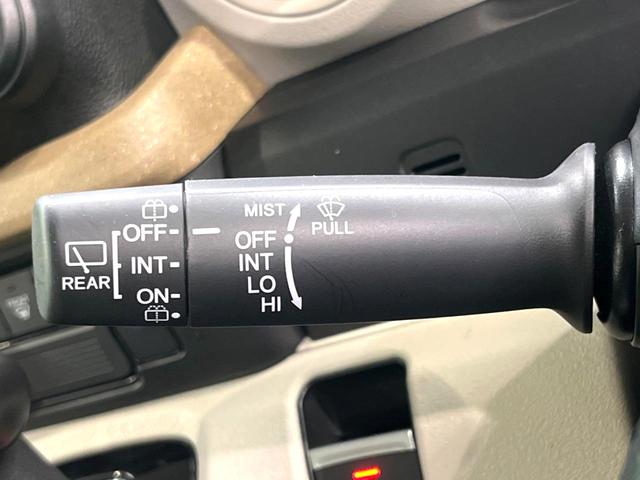 REAR
OFF
INT
ON
MIST
OFF
INT
LO
HI
PULL